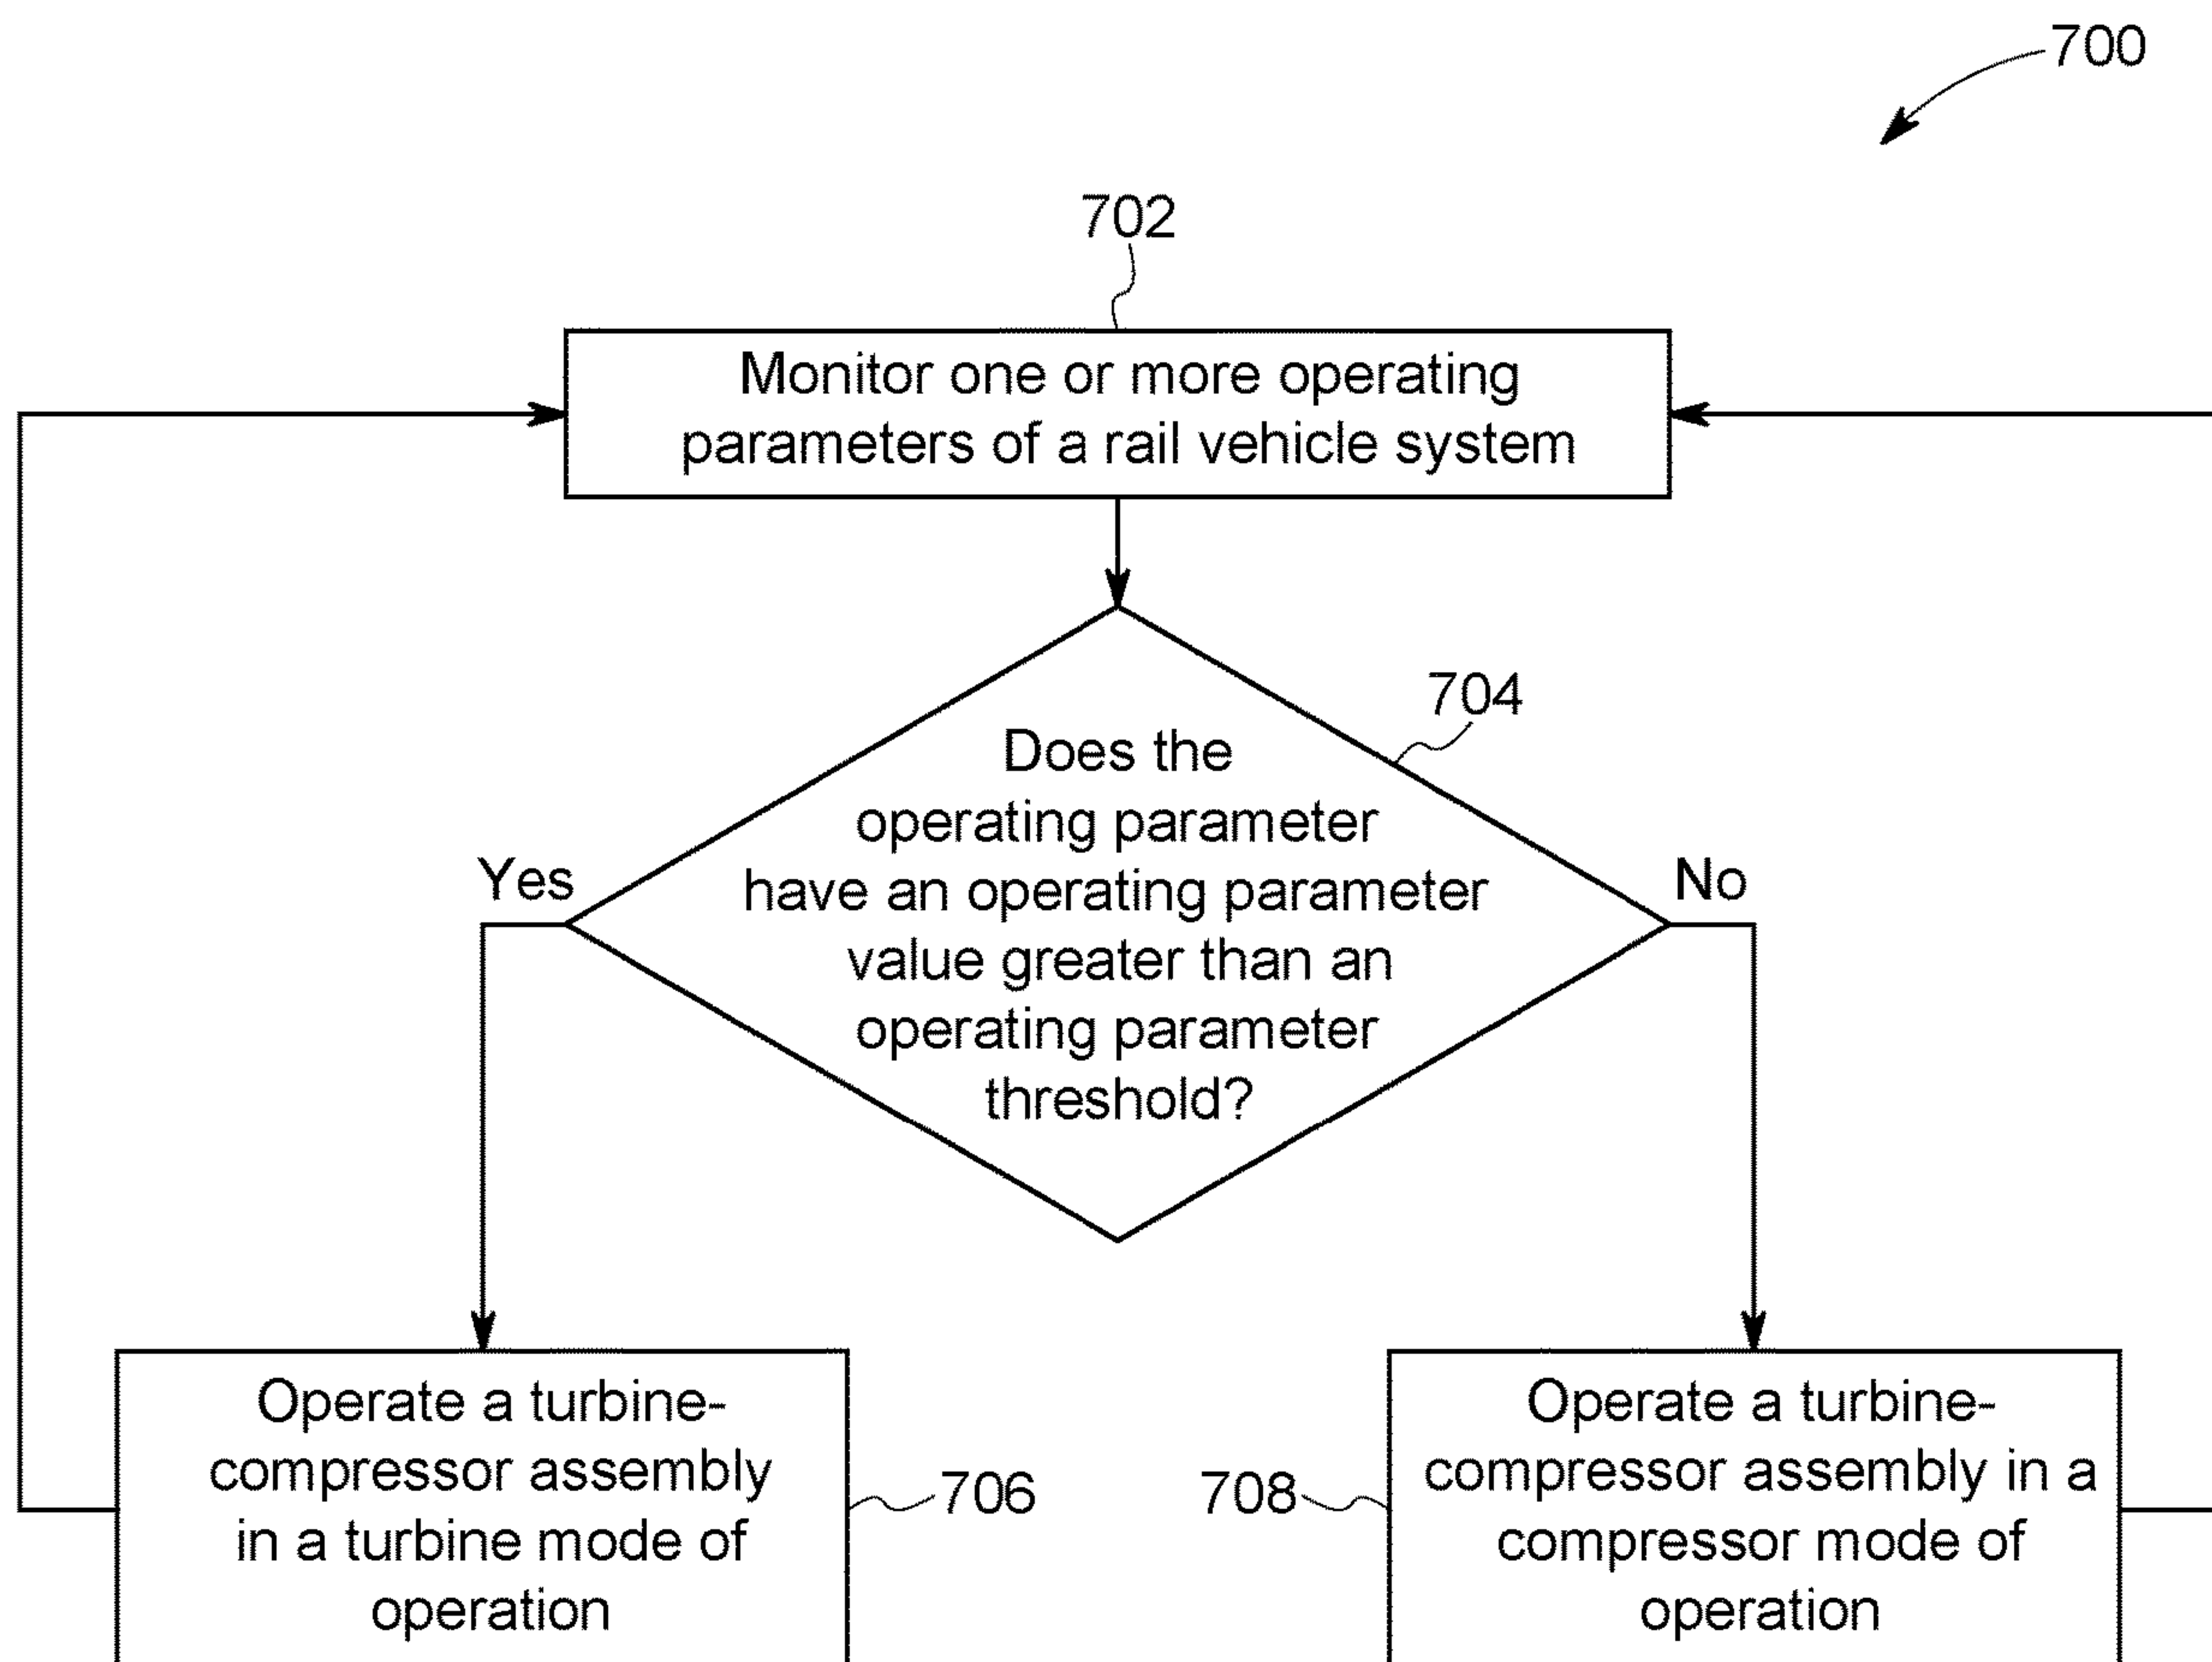 700
702
Monitor one or more operating
parameters of a rail vehicle system
704
Does the
operating parameter
have an operating parameter
value greater than an
operating parameter
threshold?
Yes
No
Operate a turbine-
compressor assembly
in a turbine mode of
operation
706
708
Operate a turbine-
compressor assembly in a
compressor mode of
operation